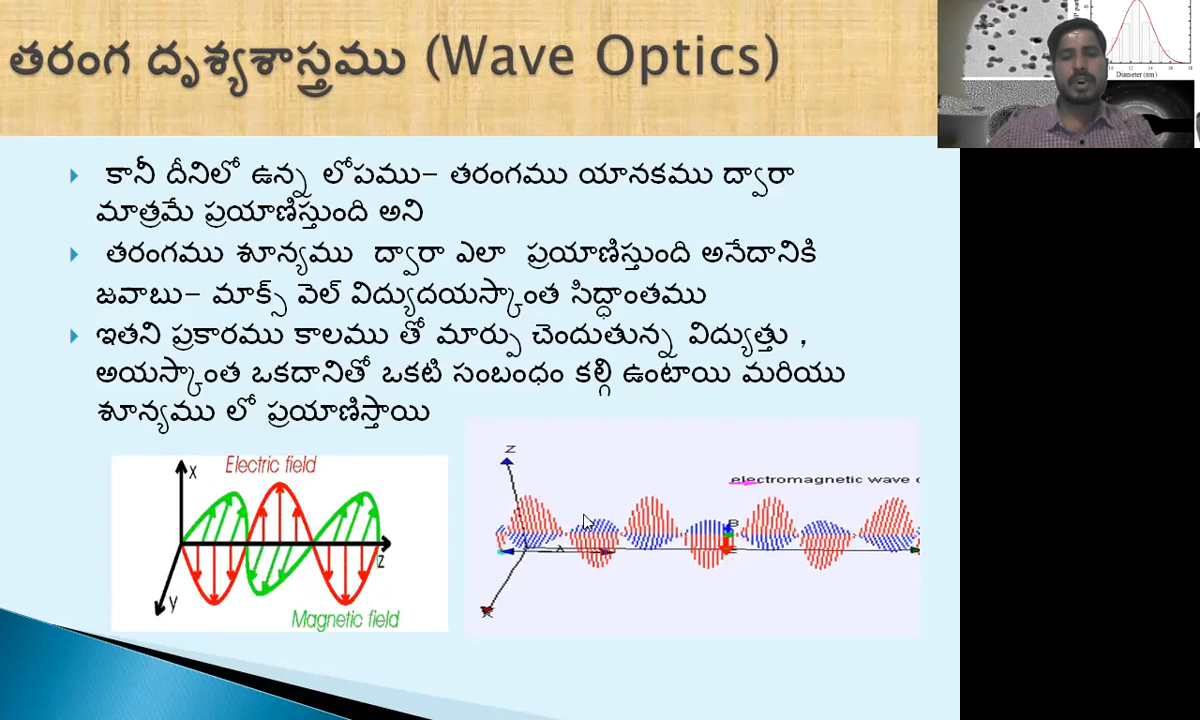 తరంగ దృశ్యశాస్త్రము (Wave Optics)
కానీ దీనిలో ఉన్న లోపము- తరంగము యానకము ద్వారా
మాత్రమే ప్రయాణిస్తుంది అని
తరంగము శూన్యము ద్వారా ఎలా ప్రయాణిస్తుంది అనేదానికి
జవాబు- మాక్స్ వెల్ విద్యుదయస్కాంత సిద్ధాంతము
ఇతని ప్రకారము కాలము తో మార్పు చెందుతున్న విద్యుత్తు ,
అయస్కాంత ఒకదానితో ఒకటి సంబంధం కల్గి ఉంటాయి మరియు
శూన్యము లో ప్రయాణిస్తాయి
Electric field
X
Z
Y
Magnetic field
Z
electromagnetic wave
B
λ
E
X
Diameter (nm)